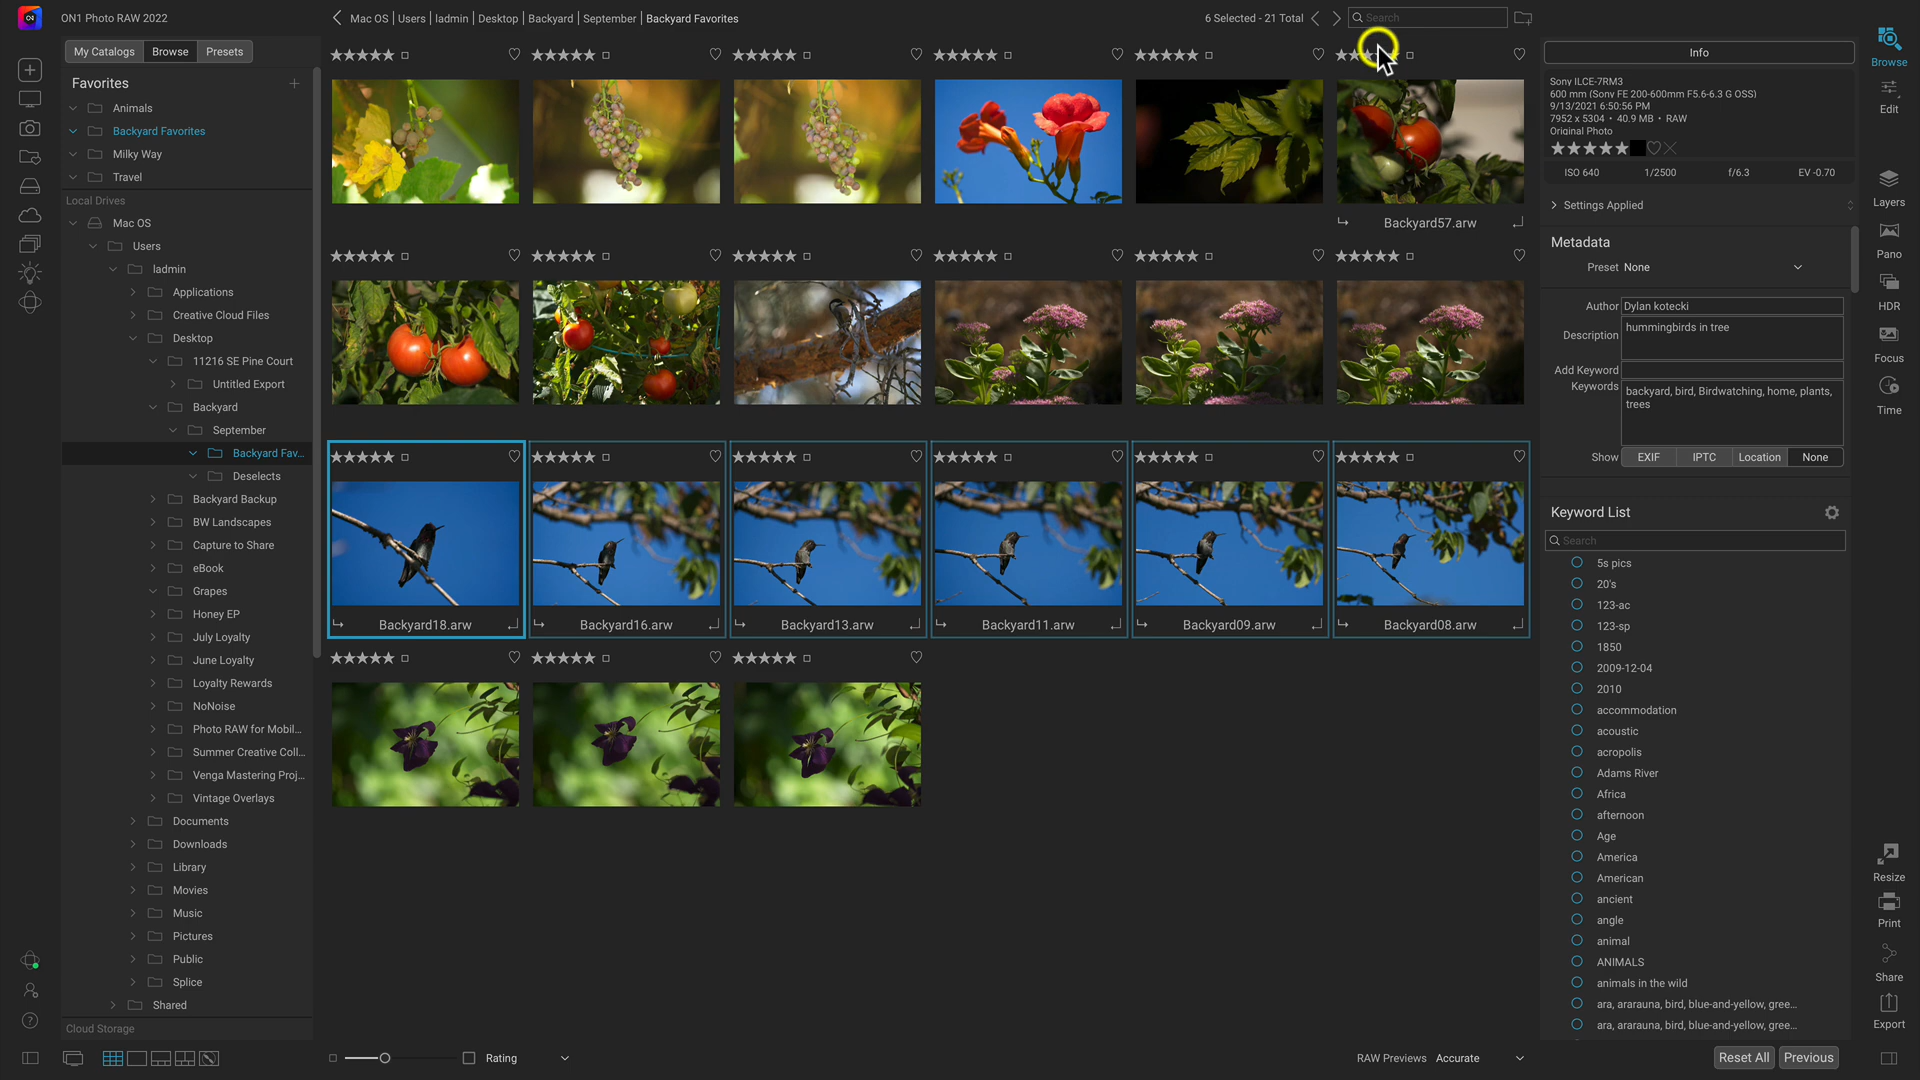 ON1 Photo RAW 2022
Mac OS | Users | ladmin | Desktop | Backyard | September | Backyard Favorites
6 Selected - 21 Total
Search
My Catalogs Browse Presets
Favorites
Animals
Backyard Favorites
Milky Way
Travel
Local Drives
Mac OS
Users
ladmin
Applications
Creative Cloud Files
Desktop
11216 SE Pine Court
Untitled Export
Backyard
September
Backyard Fav...
Deselects
Backyard Backup
BW Landscapes
Capture to Share
eBook
Grapes
Honey EP
July Loyalty
June Loyalty
Loyalty Rewards
NoNoise
Photo RAW for Mobil...
Summer Creative Coll...
Venga Mastering Proj...
Vintage Overlays
Documents
Downloads
Library
Movies
Music
Pictures
Public
Splice
Shared
Cloud Storage
Backyard57.arw
Backyard18.arw
Backyard16.arw
Backyard13.arw
Backyard11.arw
Backyard09.arw
Backyard08.arw
Rating
RAW Previews Accurate
Info
Sony ILCE-7RM3
600 mm (Sony FE 200-600mm F5.6-6.3 G OSS)
9/13/2021 6:50:56 PM
7952 x 5304 • 40.9 MB • RAW
Original Photo
ISO 640 1/2500 f/6.3 EV -0.70
Settings Applied
Metadata
Preset None
Author Dylan kotecki
Description hummingbirds in tree
Add Keyword
Keywords backyard, bird, Birdwatching, home, plants,
trees
Show EXIF IPTC Location None
Keyword List
Search
5s pics
20's
123-ac
123-sp
1850
2009-12-04
2010
accommodation
acoustic
acropolis
Adams River
Africa
afternoon
Age
America
American
ancient
angle
animal
ANIMALS
animals in the wild
ara, ararauna, bird, blue-and-yellow, gree...
ara, ararauna, bird, blue-and-yellow, gree...
Reset All Previous
Browse
Edit
Layers
Pano
HDR
Focus
Time
Resize
Print
Share
Export